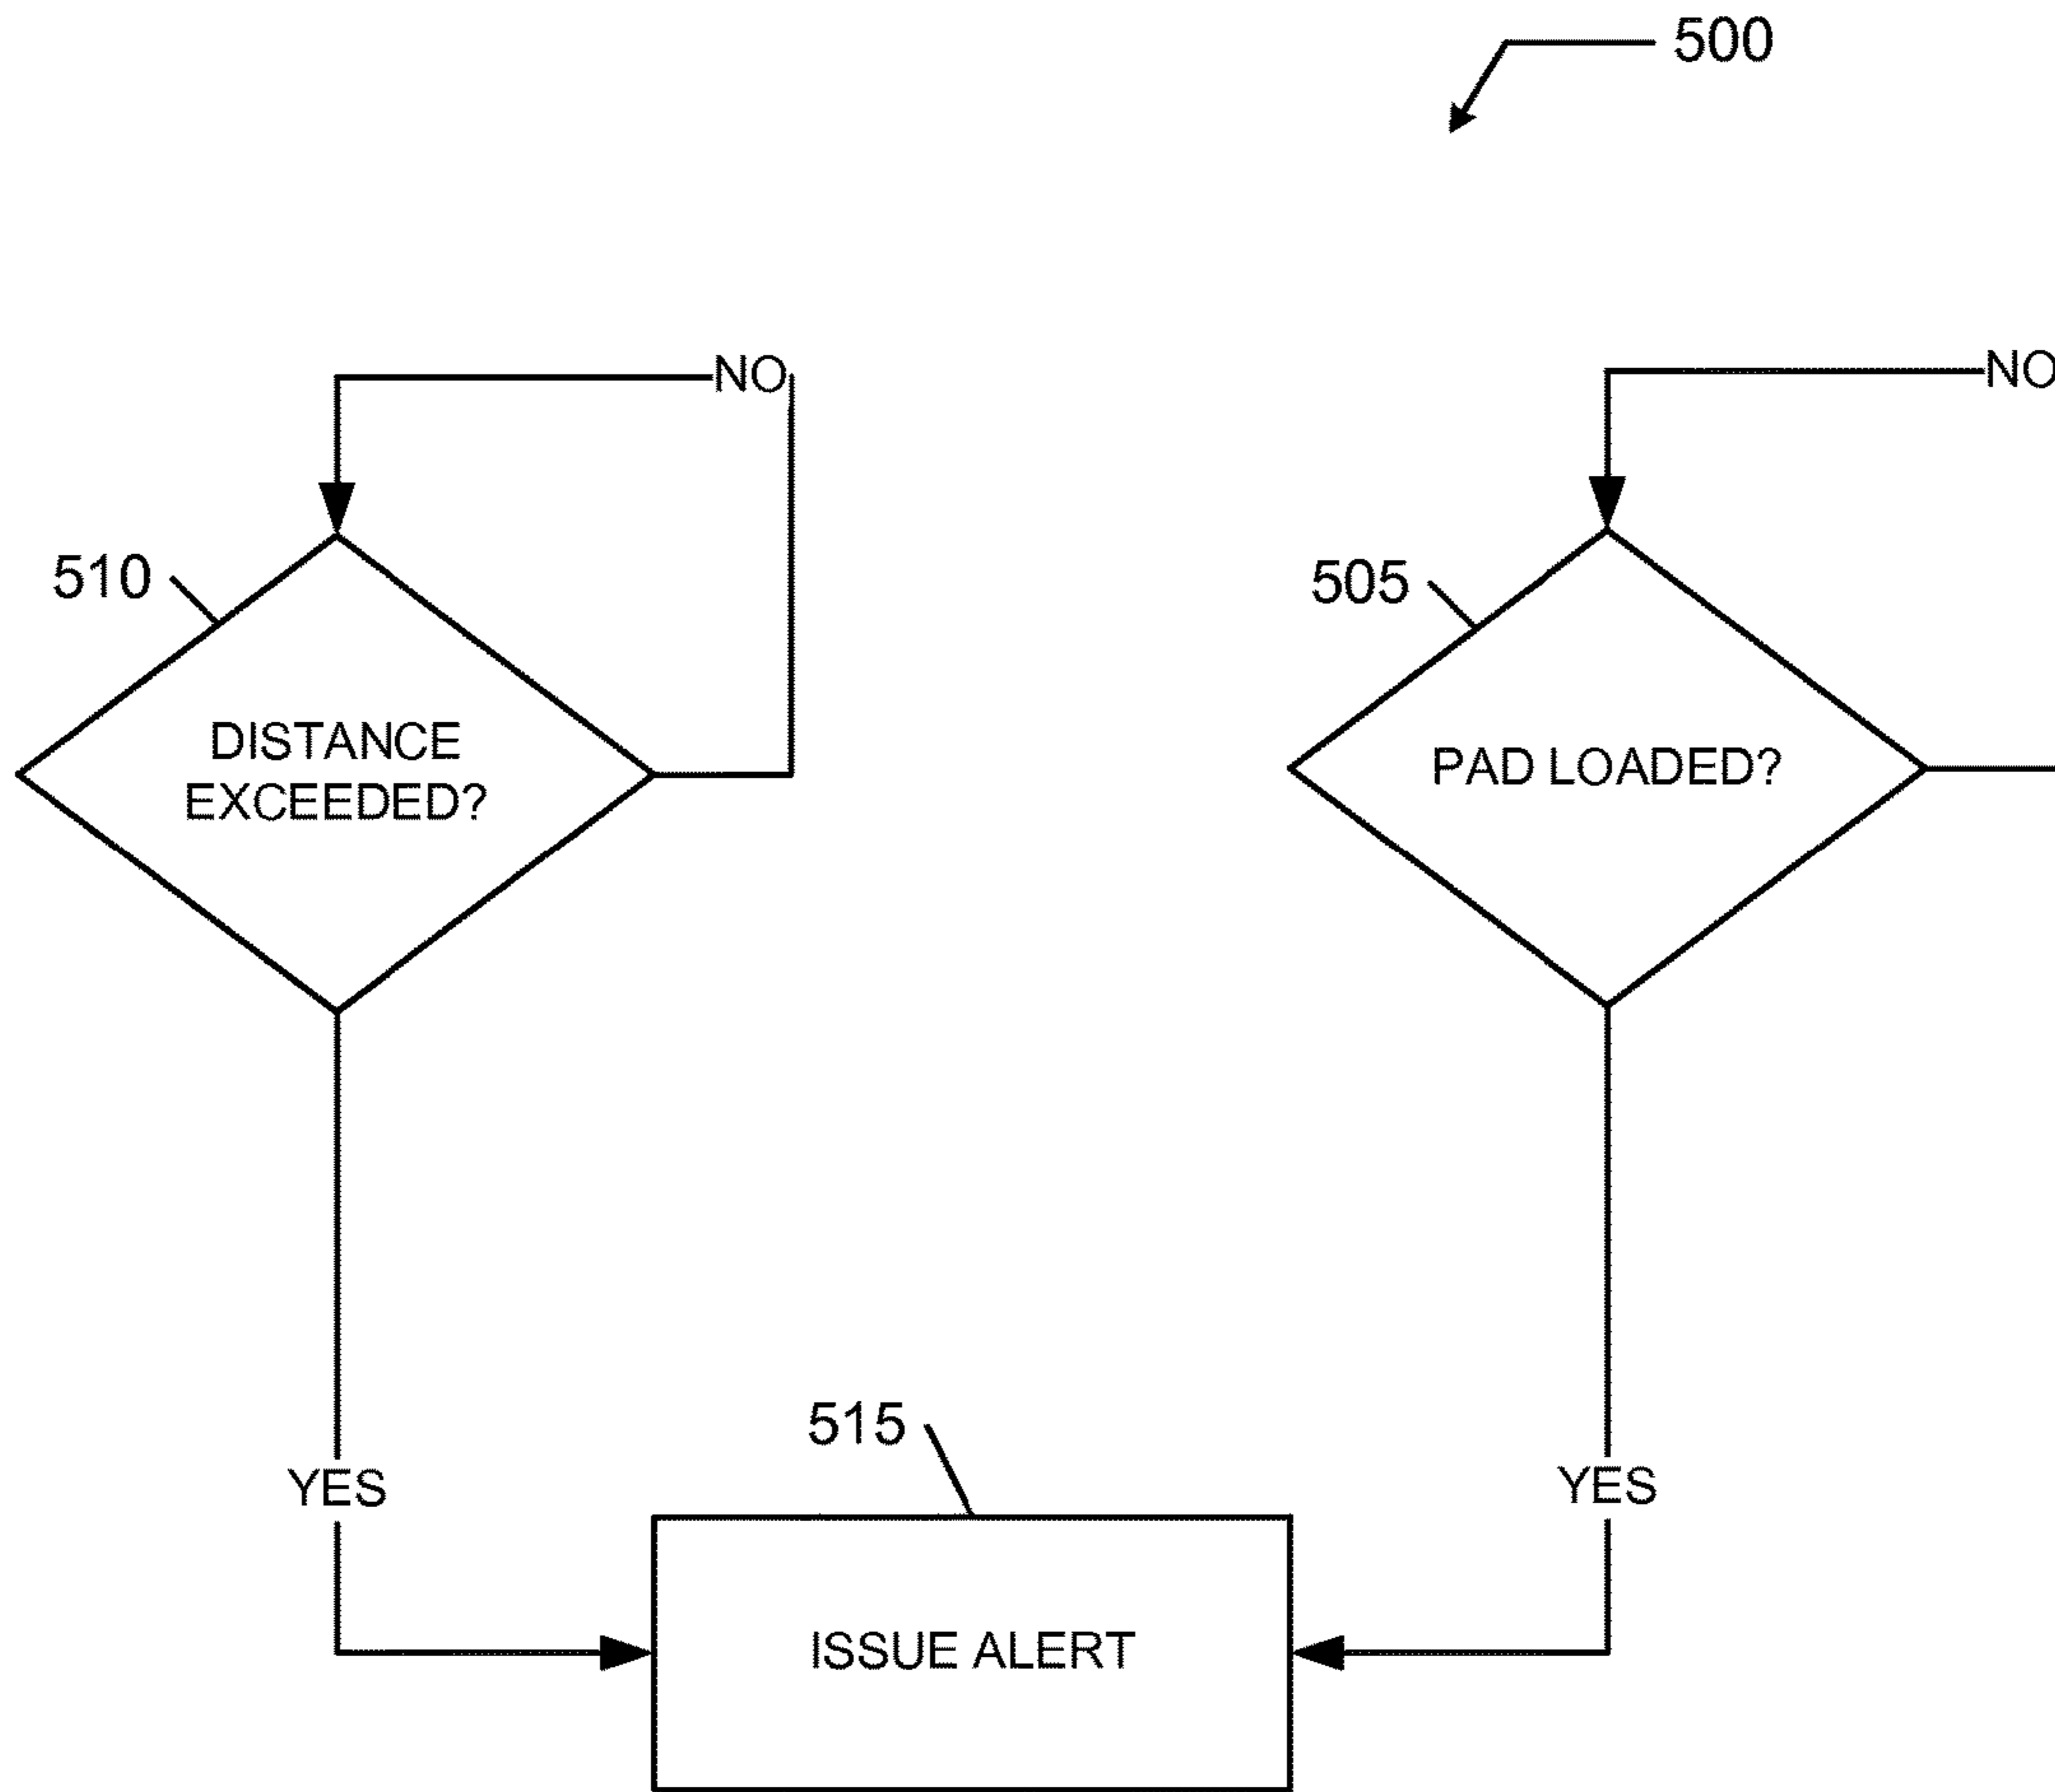 500
NO
NO
510
505
DISTANCE
EXCEEDED?
PAD LOADED?
515
YES
YES
ISSUE ALERT